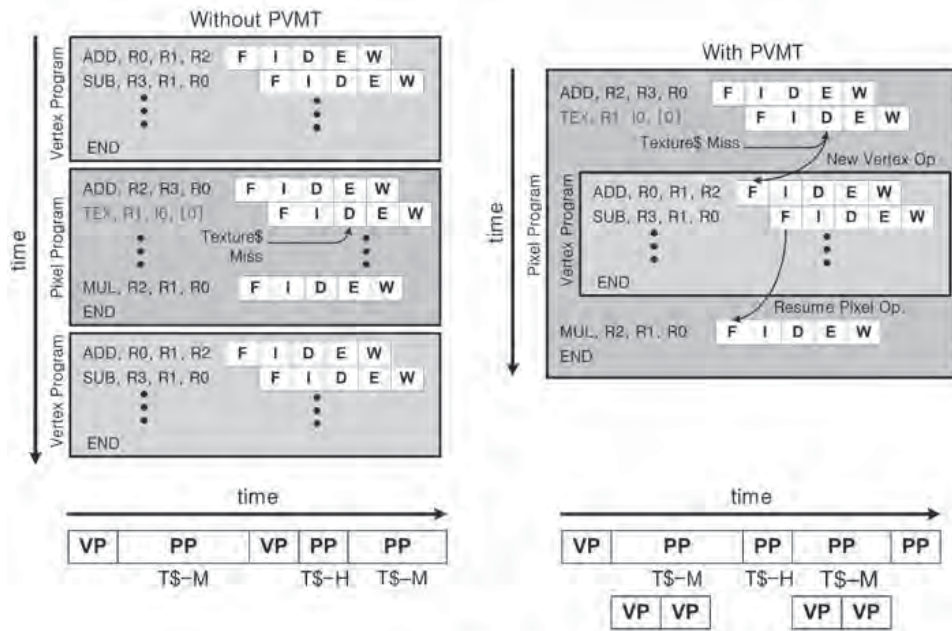 Without PVMT
time
Vertex Program
ADD, R0, R1, R2 F I D E W
SUB, R3, R1, R0 F I D E W
END
Pixel Program
ADD, R2, R3, R0 F I D E W
TEX, R1, I0, [0] F I D E W
Texture$
Miss
MUL, R2, R1, R0 F I D E W
END
Vertex Program
ADD, R0, R1, R2 F I D E W
SUB, R3, R1, R0 F I D E W
END
time
VP PP VP PP PP
T$-M T$-H T$-M
With PVMT
time
Pixel Program
ADD, R2, R3, R0 F I D E W
TEX, R1 I0, [0] F I D E W
Texture$ Miss
New Vertex Op.
Vertex Program
ADD, R0, R1, R2 F I D E W
SUB, R3, R1, R0 F I D E W
END
Resume Pixel Op.
MUL, R2, R1, R0 F I D E W
END
time
VP PP PP PP PP
T$-M T$-H T$-M
VP VP VP VP